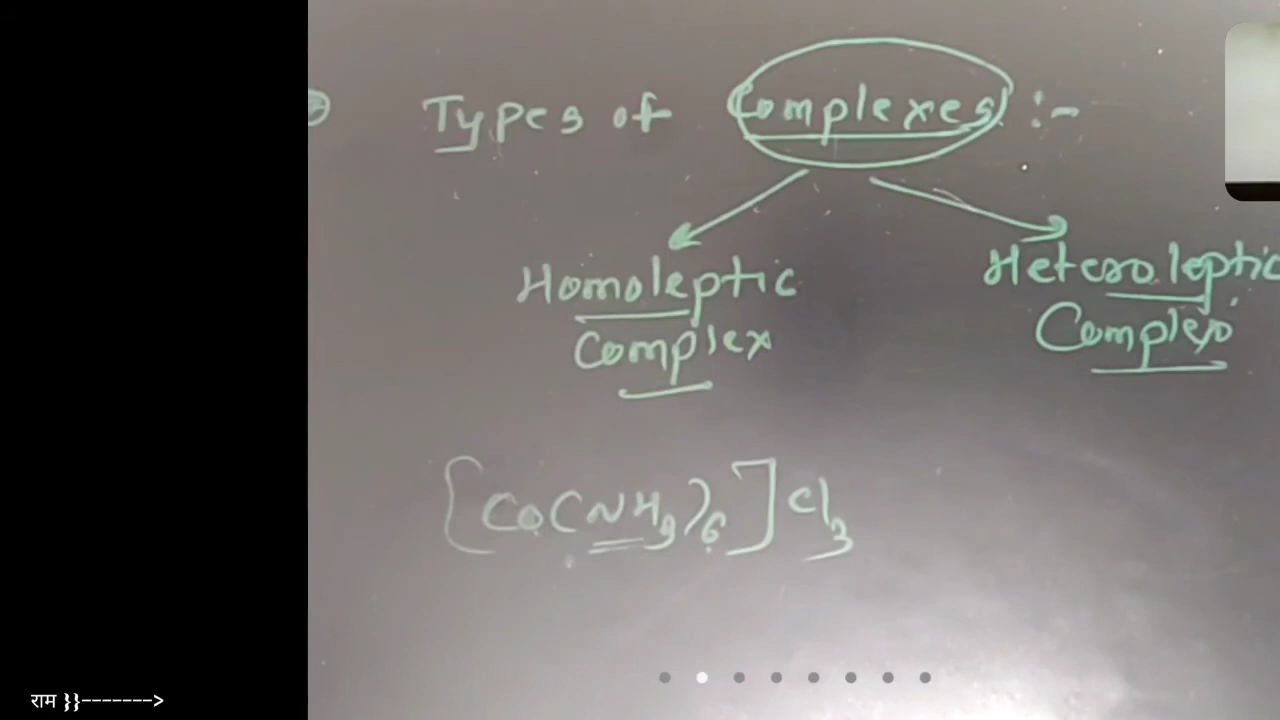 Types of Complexes :-
Homoleptic Complex
Heteroleptic Complex
[Co(NH3)6]Cl3
राम }}------->